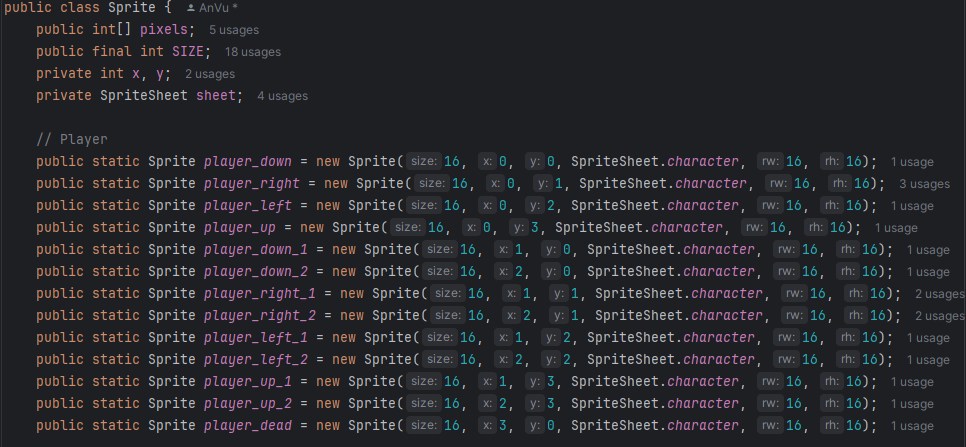 public class Sprite { AnVu *
public int[] pixels; 5 usages
public final int SIZE; 18 usages
private int x, y; 2 usages
private SpriteSheet sheet; 4 usages
// Player
public static Sprite player_down = new Sprite( size: 16, x: 0, y: 0, SpriteSheet.character, rw: 16, rh: 16); 1 usage
public static Sprite player_right = new Sprite( size: 16, x: 0, y: 1, SpriteSheet.character, rw: 16, rh: 16); 3 usages
public static Sprite player_left = new Sprite( size: 16, x: 0, y: 2, SpriteSheet.character, rw: 16, rh: 16); 1 usage
public static Sprite player_up = new Sprite( size: 16, x: 0, y: 3, SpriteSheet.character, rw: 16, rh: 16); 1 usage
public static Sprite player_down_1 = new Sprite( size: 16, x: 1, y: 0, SpriteSheet.character, rw: 16, rh: 16); 1 usage
public static Sprite player_down_2 = new Sprite( size: 16, x: 2, y: 0, SpriteSheet.character, rw: 16, rh: 16); 1 usage
public static Sprite player_right_1 = new Sprite( size: 16, x: 1, y: 1, SpriteSheet.character, rw: 16, rh: 16); 2 usages
public static Sprite player_right_2 = new Sprite( size: 16, x: 2, y: 1, SpriteSheet.character, rw: 16, rh: 16); 2 usages
public static Sprite player_left_1 = new Sprite( size: 16, x: 1, y: 2, SpriteSheet.character, rw: 16, rh: 16); 1 usage
public static Sprite player_left_2 = new Sprite( size: 16, x: 2, y: 2, SpriteSheet.character, rw: 16, rh: 16); 1 usage
public static Sprite player_up_1 = new Sprite( size: 16, x: 1, y: 3, SpriteSheet.character, rw: 16, rh: 16); 1 usage
public static Sprite player_up_2 = new Sprite( size: 16, x: 2, y: 3, SpriteSheet.character, rw: 16, rh: 16); 1 usage
public static Sprite player_dead = new Sprite( size: 16, x: 3, y: 0, SpriteSheet.character, rw: 16, rh: 16); 1 usage